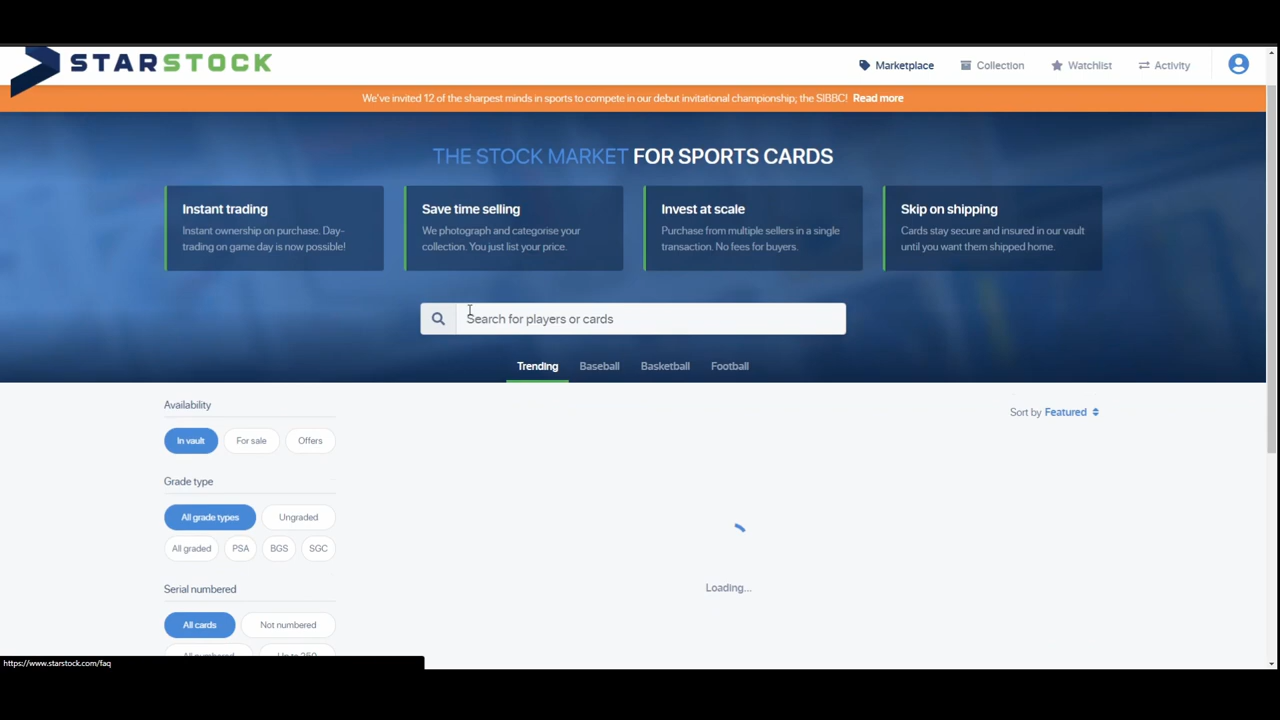 STARSTOCK
Marketplace
Collection
Watchlist
Activity
We've invited 12 of the sharpest minds in sports to compete in our debut invitational championship; the SIBBC! Read more
THE STOCK MARKET FOR SPORTS CARDS
Instant trading
Instant ownership on purchase. Day-
trading on game day is now possible!
Save time selling
We photograph and categorise your
collection. You just list your price.
Invest at scale
Purchase from multiple sellers in a single
transaction. No fees for buyers.
Skip on shipping
Cards stay secure and insured in our vault
until you want them shipped home.
Search for players or cards
Trending
Baseball
Basketball
Football
Availability
Sort by Featured
In vault
For sale
Offers
Grade type
All grade types
Ungraded
All graded
PSA
BGS
SGC
Loading...
Serial numbered
All cards
Not numbered
All numbered
Up to 250
https://www.starstock.com/faq